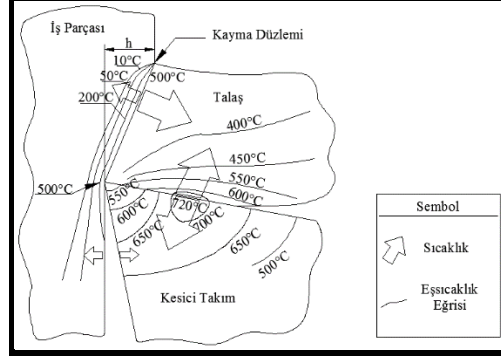 İş Parçası
h
Kayma Düzlemi
10°C
50°C
500°C
200°C
Talaş
400°C
450°C
550°C
600°C
500°C
550°C
600°C
650°C
720°C
700°C
650°C
500°C
Kesici Takım
Sembol
Sıcaklık
Eşsıcaklık
Eğrisi